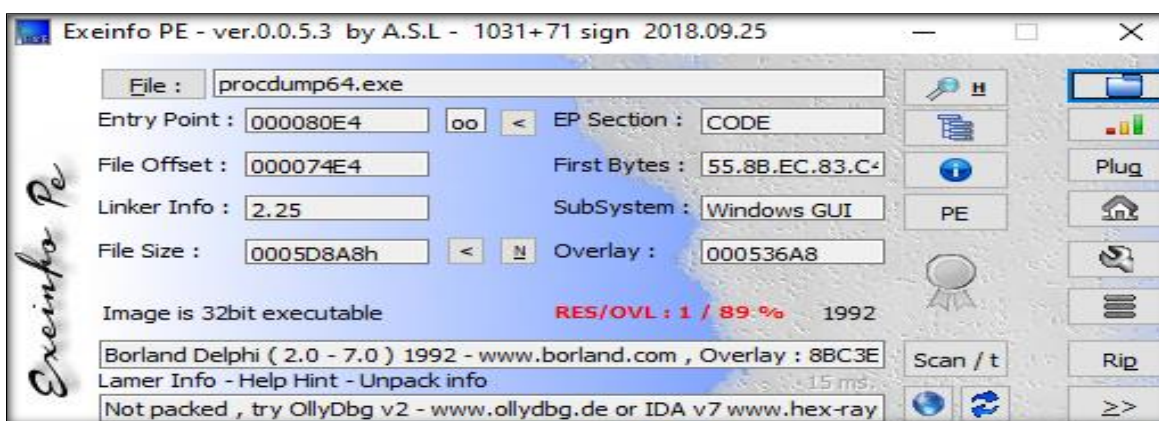 Exeinfo PE - ver.0.0.5.3 by A.S.L - 1031+71 sign 2018.09.25
File : procdump64.exe H
Entry Point : 000080E4 oo < EP Section : CODE
File Offset : 000074E4 First Bytes : 55.8B.EC.83.C4 Plug
Linker Info : 2.25 SubSystem : Windows GUI PE
File Size : 0005D8A8h < N Overlay : 000536A8
Image is 32bit executable RES/OVL : 1 / 89 % 1992
Borland Delphi ( 2.0 - 7.0 ) 1992 - www.borland.com , Overlay : 8BC3E Scan / t Rip
Lamer Info - Help Hint - Unpack info 15 ms.
Not packed , try OllyDbg v2 - www.ollydbg.de or IDA v7 www.hex-ray >>
Exeinfo Pe